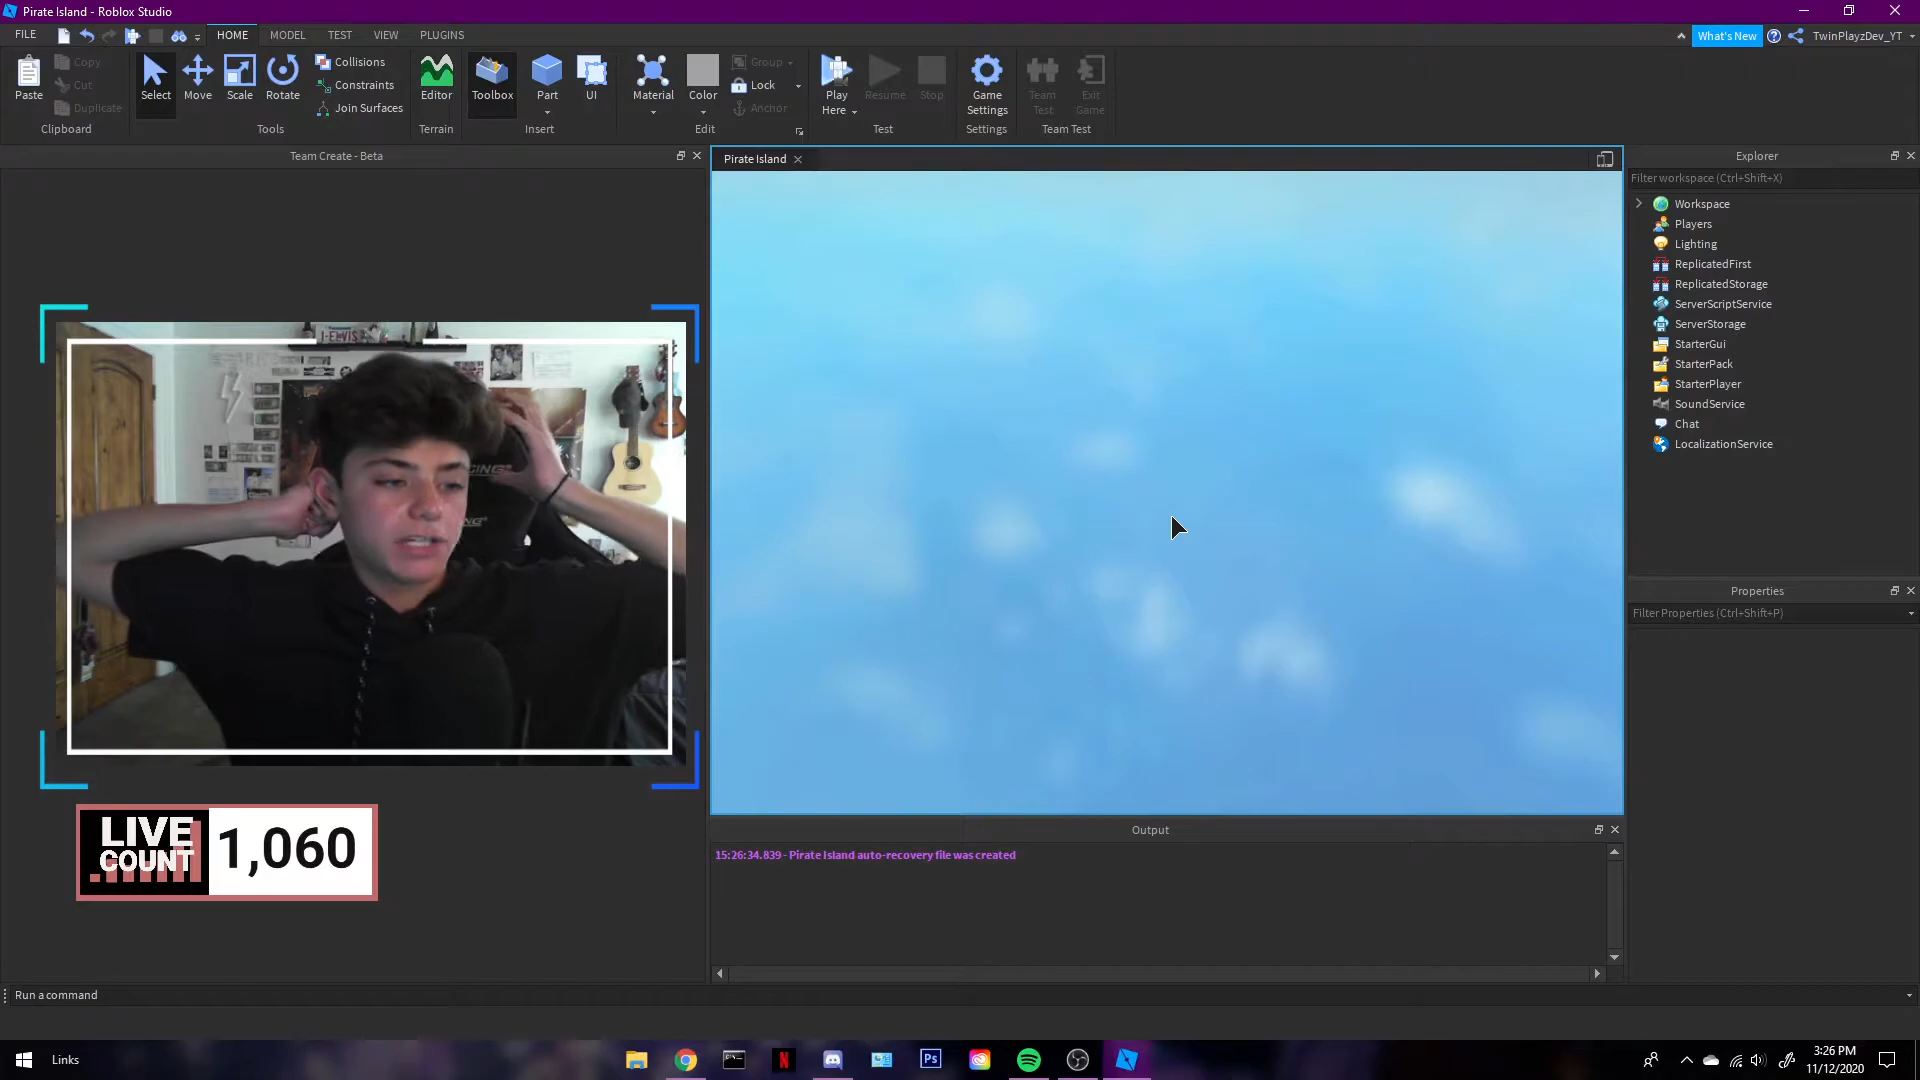 Pirate Island - Roblox Studio
FILE
HOME
MODEL
TEST
VIEW
PLUGINS
What's New
TwinPlayzDev_YT
Paste
Copy
Cut
Duplicate
Clipboard
Select
Move
Scale
Rotate
Collisions
Constraints
Join Surfaces
Tools
Editor
Terrain
Toolbox
Part
UI
Insert
Material
Color
Group
Lock
Anchor
Edit
Play
Here
Resume
Stop
Test
Game
Settings
Settings
Team
Test
Exit
Game
Team Test
Team Create - Beta
Pirate Island
Explorer
Filter workspace (Ctrl+Shift+X)
Workspace
Players
Lighting
ReplicatedFirst
ReplicatedStorage
ServerScriptService
ServerStorage
StarterGui
StarterPack
StarterPlayer
SoundService
Chat
LocalizationService
Properties
Filter Properties (Ctrl+Shift+P)
LIVE
COUNT
1,060
Output
15:26:34.839 - Pirate Island auto-recovery file was created
Run a command
Links
N
Ps
3:26 PM
11/12/2020